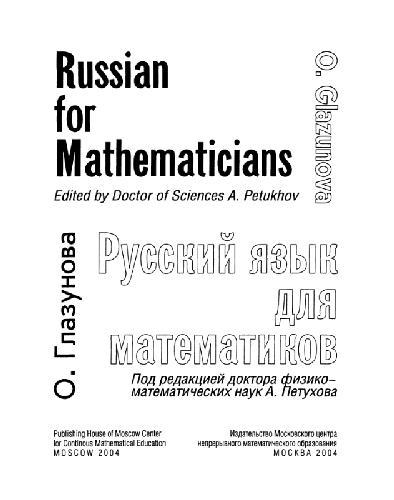 Russian
for
Mathematicians
O. Glazunova
Edited by Doctor of Sciences A. Petukhov
О. Глазунова
Русский язык
для
математиков
Под редакцией доктора физико–
математических наук А. Петухова
Publishing House of Moscow Center
for Continous Mathematical Education
MOSCOW 2004
Издательство Московского центра
непрерывного математического образования
МОСКВА 2004